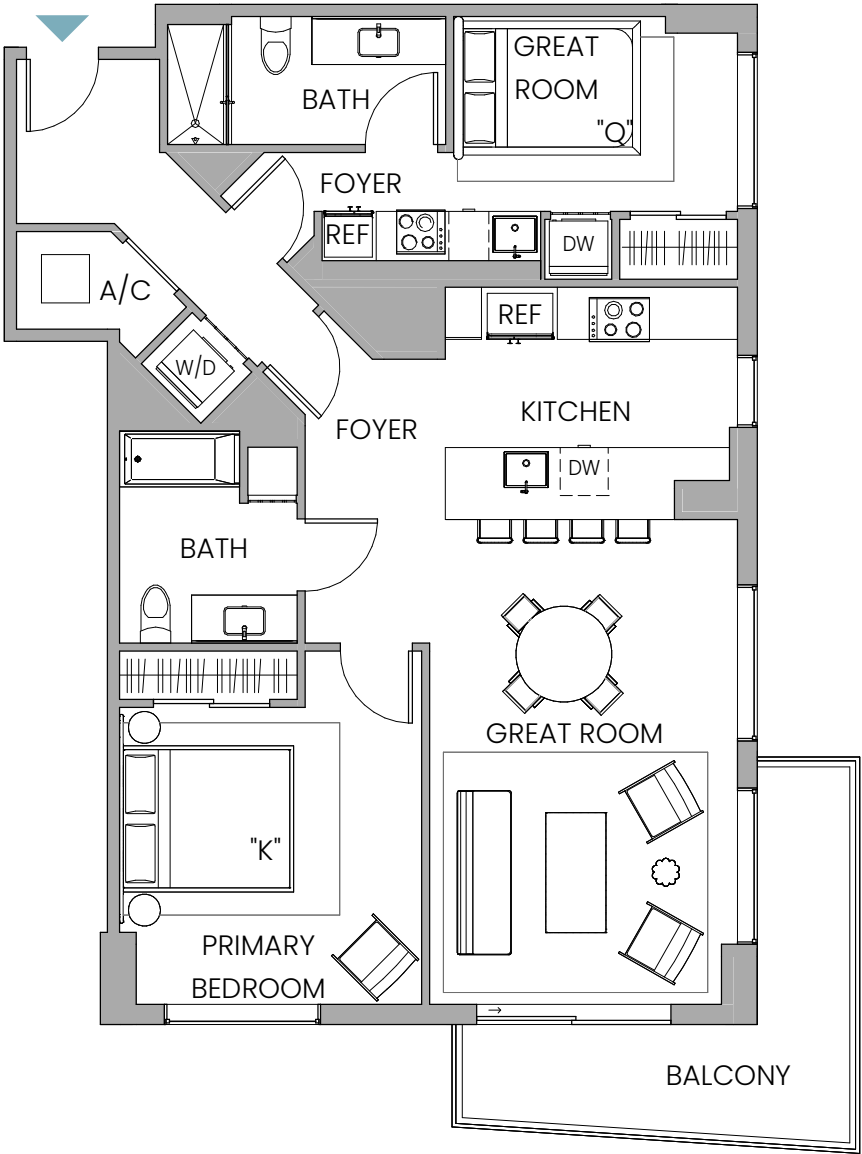 GREAT
ROOM
"Q"
BATH
FOYER
REF
DW
A/C
REF
W/D
KITCHEN
FOYER
DW
BATH
GREAT ROOM
"K"
PRIMARY
BEDROOM
BALCONY